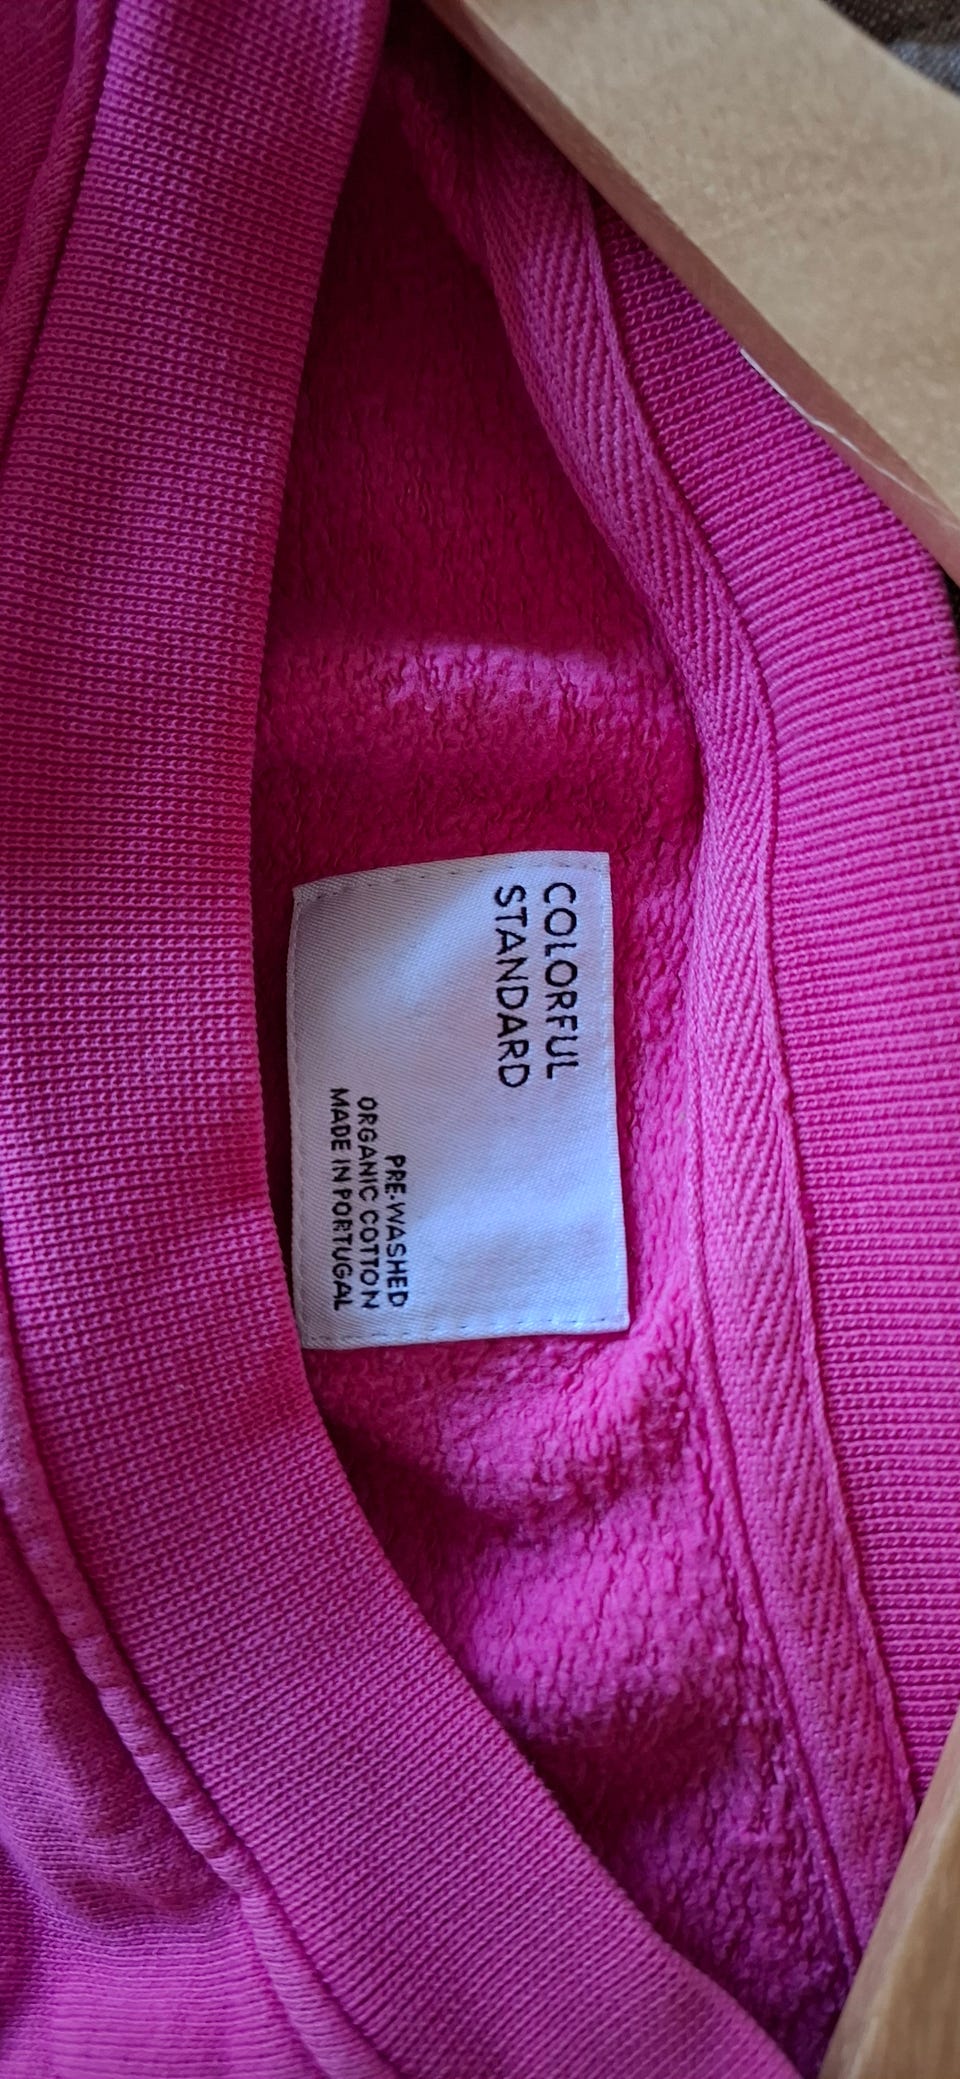 COLORFUL
STANDARD
PRE-WASHED
ORGANIC COTTON
MADE IN PORTUGAL